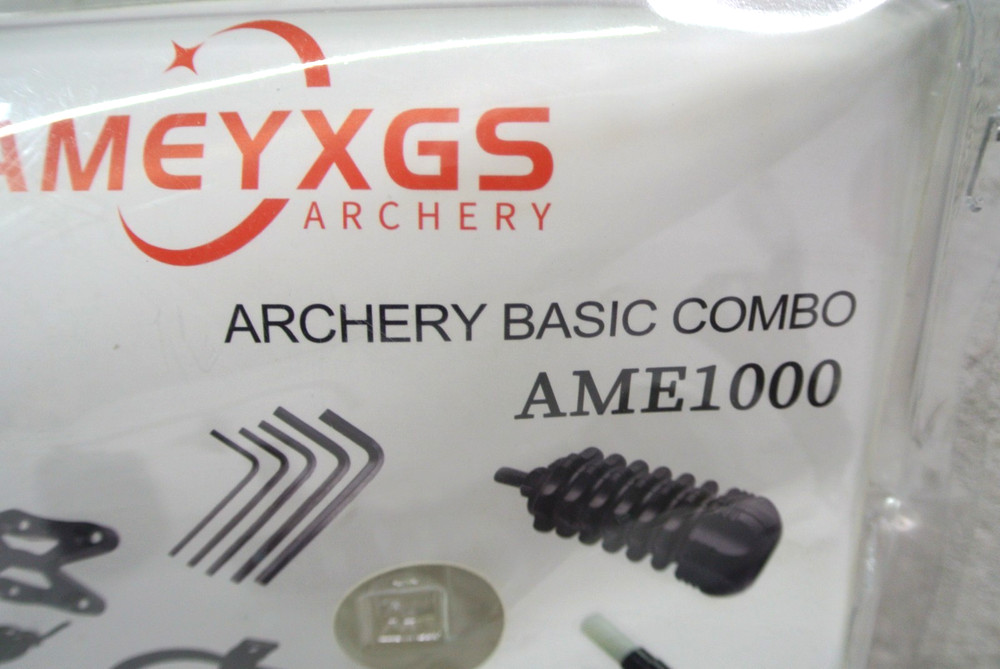 AMEYXGS
ARCHERY
ARCHERY BASIC COMBO
AME1000